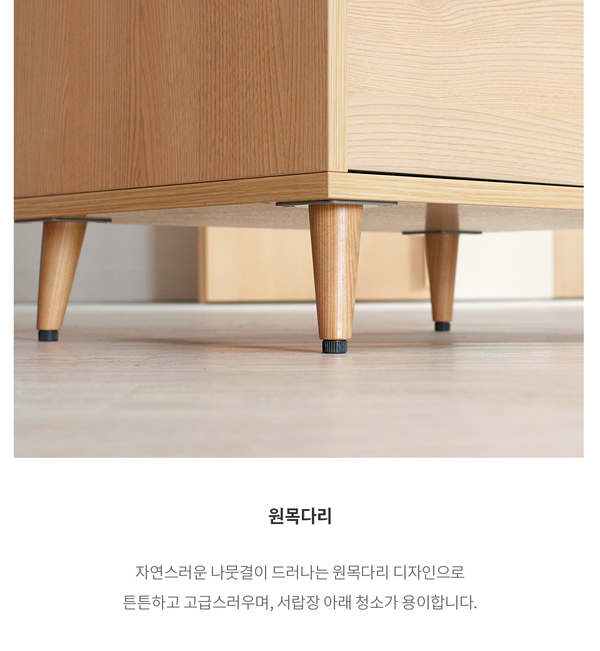 원목다리
자연스러운 나뭇결이 드러나는 원목다리 디자인으로
튼튼하고 고급스러우며, 서랍장 아래 청소가 용이합니다.